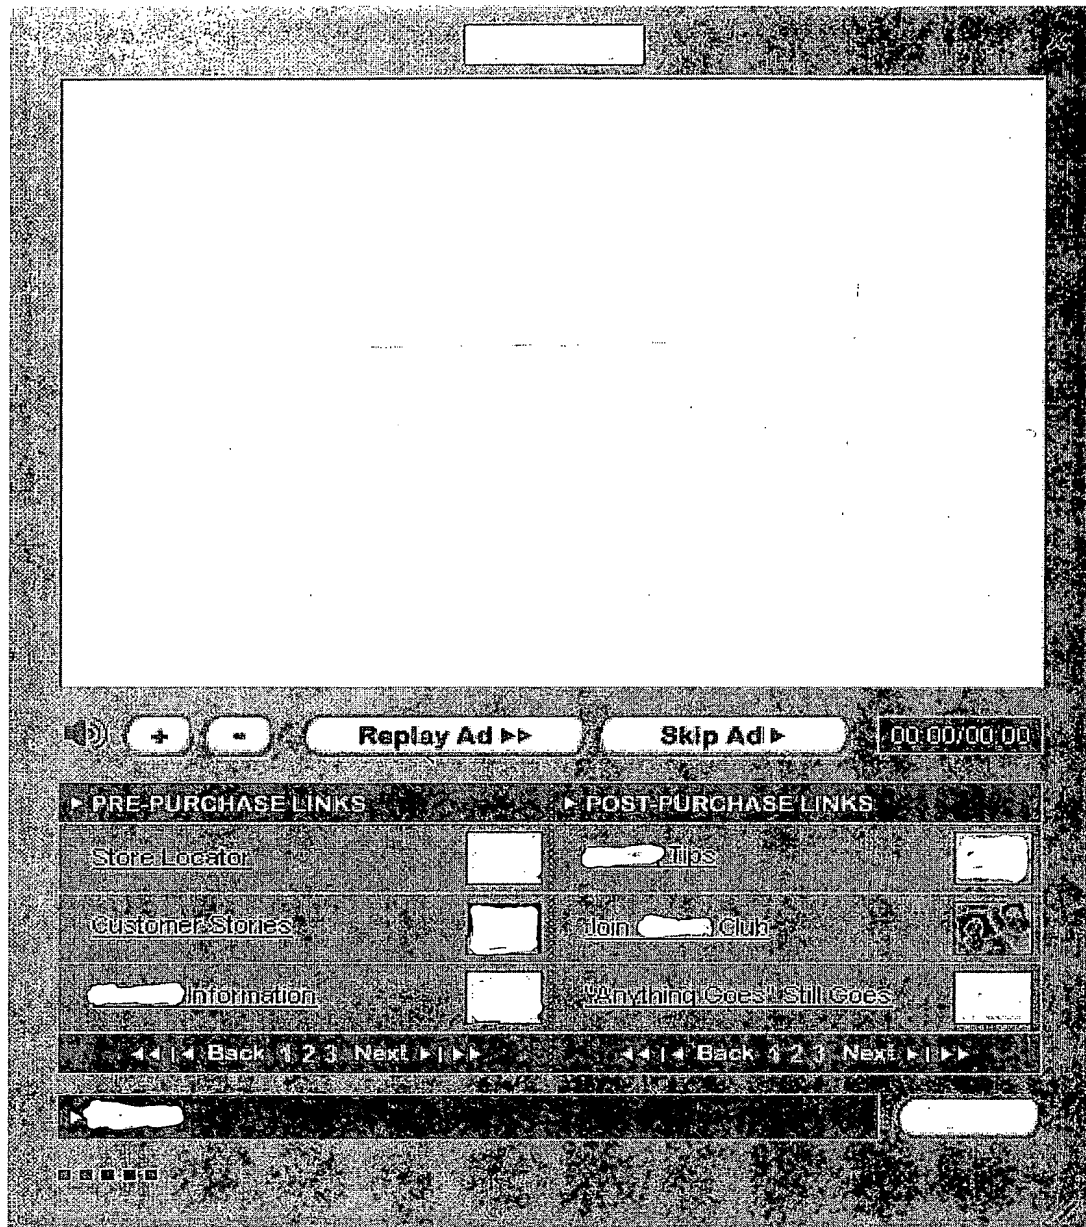 + - Replay Ad ▶▶ Skip Ad ▶ 00:00/00:00
▶ PRE-PURCHASE LINKS ▶ POST-PURCHASE LINKS
Store Locator Tips
Customer Stories Join Club
Information "Anything Goes" Still Goes
◀◀|◀ Back 1 2 3 Next ▶|▶▶ ◀◀|◀ Back 1 2 3 Next ▶|▶▶